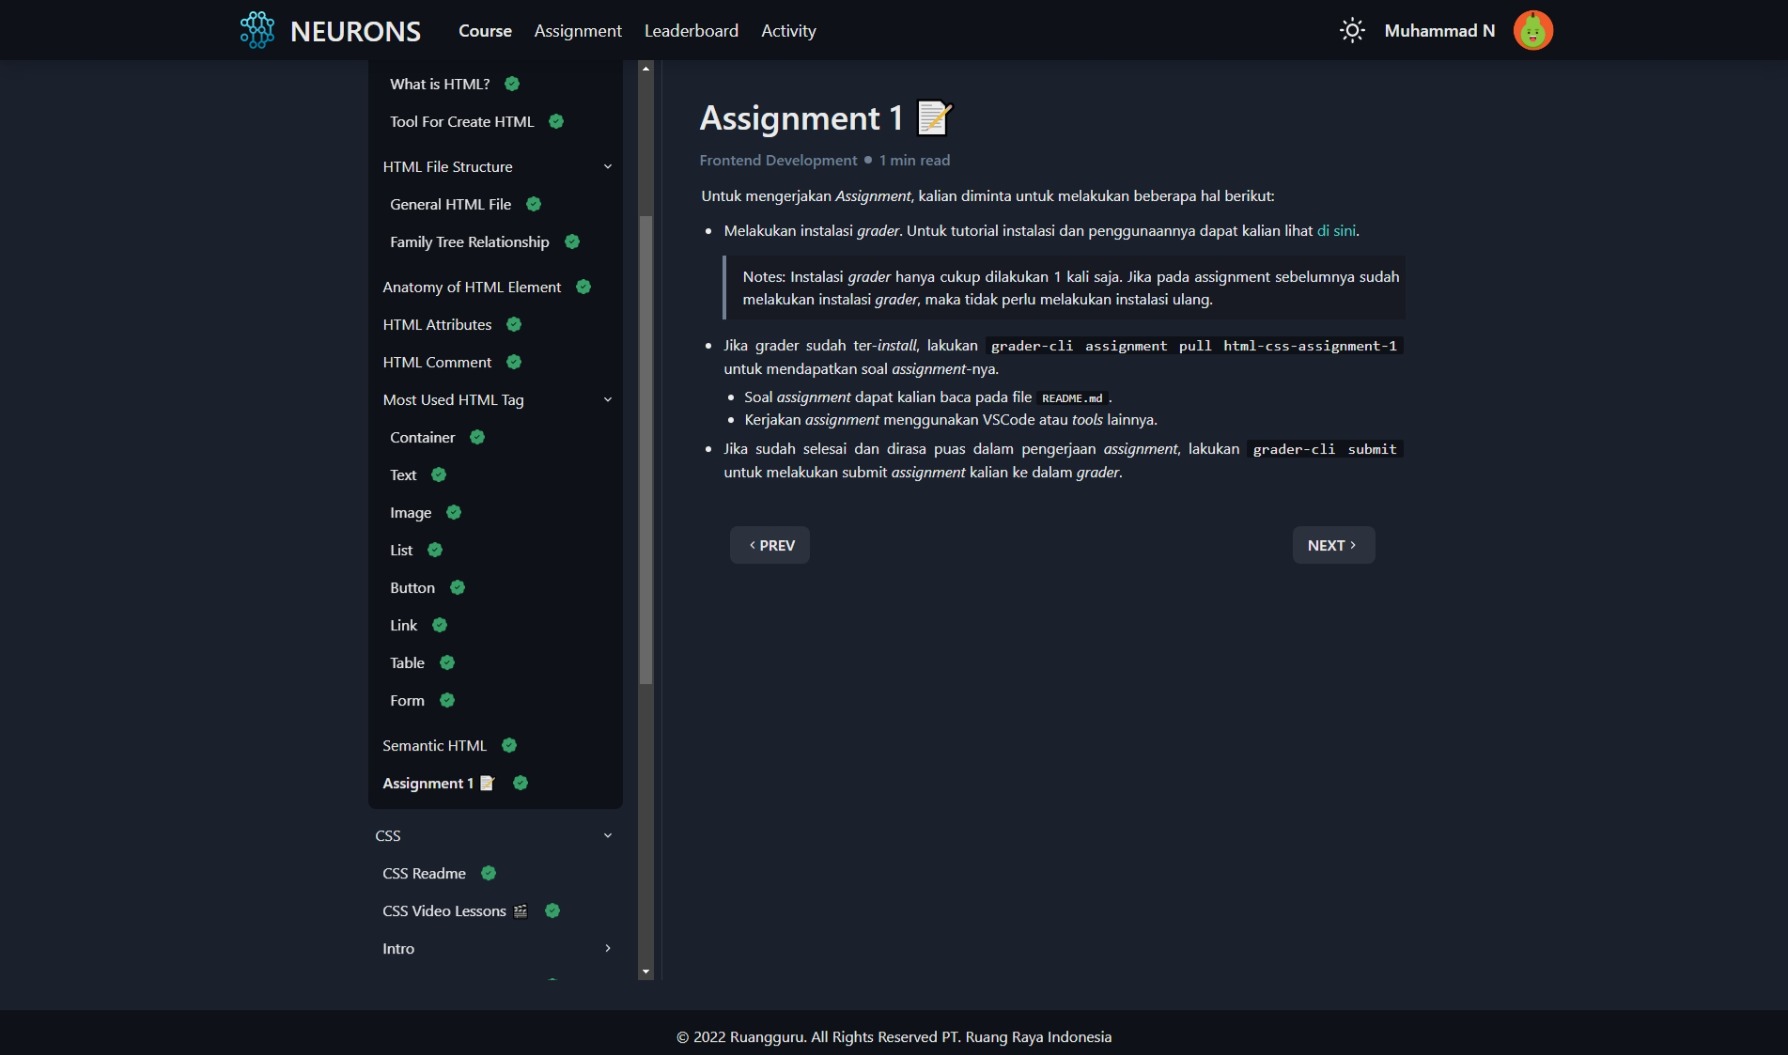 NEURONS
Course
Assignment
Leaderboard
Activity
Muhammad N
What is HTML?
Tool For Create HTML
HTML File Structure
General HTML File
Family Tree Relationship
Anatomy of HTML Element
HTML Attributes
HTML Comment
Most Used HTML Tag
Container
Text
Image
List
Button
Link
Table
Form
Semantic HTML
Assignment 1
CSS
CSS Readme
CSS Video Lessons
Intro
Assignment 1
Frontend Development • 1 min read
Untuk mengerjakan Assignment, kalian diminta untuk melakukan beberapa hal berikut:
• Melakukan instalasi grader. Untuk tutorial instalasi dan penggunaannya dapat kalian lihat di sini.
Notes: Instalasi grader hanya cukup dilakukan 1 kali saja. Jika pada assignment sebelumnya sudah
melakukan instalasi grader, maka tidak perlu melakukan instalasi ulang.
• Jika grader sudah ter-install, lakukan grader-cli assignment pull html-css-assignment-1
untuk mendapatkan soal assignment-nya.
• Soal assignment dapat kalian baca pada file README.md .
• Kerjakan assignment menggunakan VSCode atau tools lainnya.
• Jika sudah selesai dan dirasa puas dalam pengerjaan assignment, lakukan grader-cli submit
untuk melakukan submit assignment kalian ke dalam grader.
‹ PREV
NEXT ›
© 2022 Ruangguru. All Rights Reserved PT. Ruang Raya Indonesia